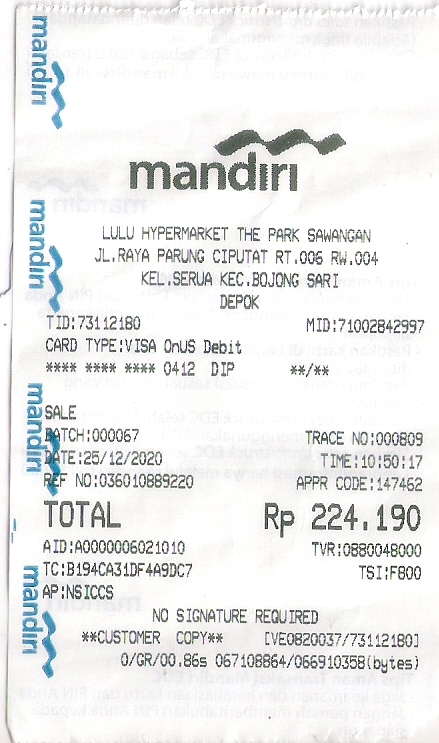 mandiri
LULU HYPERMARKET THE PARK SAWANGAN
JL.RAYA PARUNG CIPUTAT RT.006 RW.004
KEL.SERUA KEC.BOJONG SARI
DEPOK
TID:73112180 MID:71002842997
CARD TYPE:VISA OnUS Debit
**** **** **** 0412 DIP **/**
SALE
BATCH:000067 TRACE NO:000809
DATE:25/12/2020 TIME:10:50:17
REF NO:036010889220 APPR CODE:147462
TOTAL Rp 224.190
AID:A0000006021010 TVR:0880048000
TC:B194CA31DF4A9DC7 TSI:F800
AP:NSICCS
NO SIGNATURE REQUIRED
**CUSTOMER COPY** [VE0820037/73112180]
0/GR/00.86s 067108864/066910358(bytes)
mandiri
mandiri
mandiri
mandiri